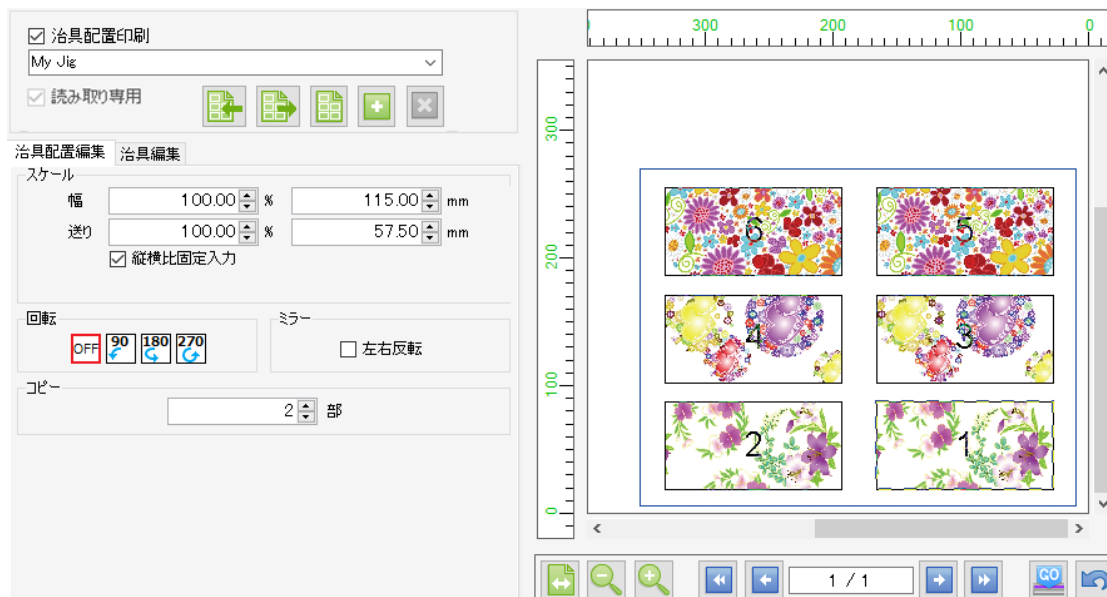 治具配置印刷
My Jig
読み取り専用
治具配置編集 治具編集
スケール
幅 100.00 % 115.00 mm
送り 100.00 % 57.50 mm
縦横比固定入力
回転
OFF 90 180 270
ミラー
左右反転
コピー
2 部
300 200 100 0
300
200
100
0
6 5
4 3
2 1
1 / 1
GO